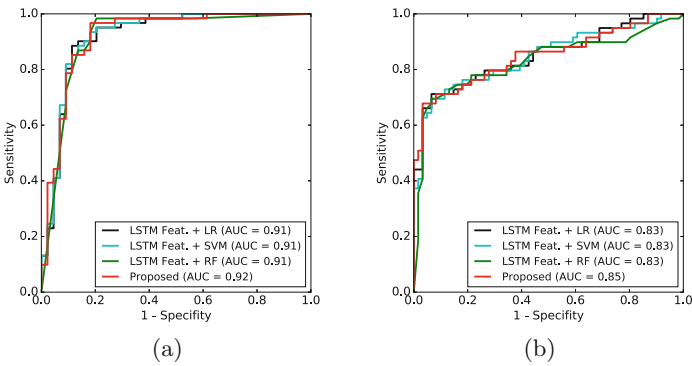 1.0
0.8
0.6
0.4
0.2
0.0
Sensitivity
0.0 0.2 0.4 0.6 0.8 1.0
1 - Specifity
LSTM Feat. + LR (AUC = 0.91)
LSTM Feat. + SVM (AUC = 0.91)
LSTM Feat. + RF (AUC = 0.91)
Proposed (AUC = 0.92)
(a)
1.0
0.8
0.6
0.4
0.2
0.0
Sensitivity
0.0 0.2 0.4 0.6 0.8 1.0
1 - Specifity
LSTM Feat. + LR (AUC = 0.83)
LSTM Feat. + SVM (AUC = 0.83)
LSTM Feat. + RF (AUC = 0.83)
Proposed (AUC = 0.85)
(b)